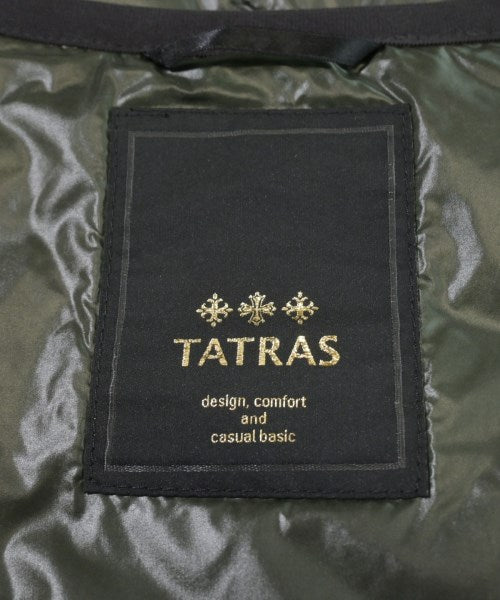 TATRAS
design, comfort
and
casual basic